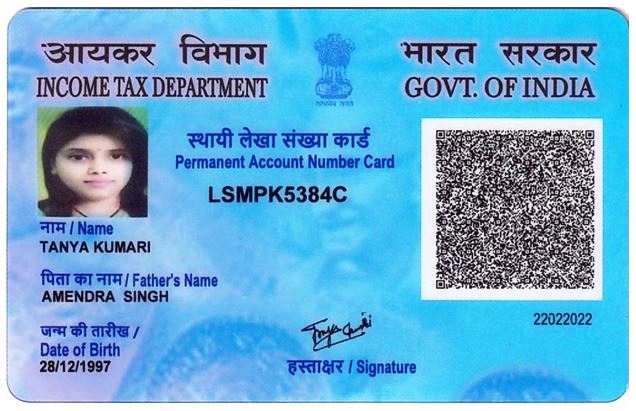 आयकर विभाग
INCOME TAX DEPARTMENT
भारत सरकार
GOVT. OF INDIA
सत्यमेव जयते
स्थायी लेखा संख्या कार्ड
Permanent Account Number Card
LSMPK5384C
नाम / Name
TANYA KUMARI
पिता का नाम / Father's Name
AMENDRA SINGH
जन्म की तारीख /
Date of Birth
28/12/1997
Tanya Kumari
हस्ताक्षर / Signature
22022022